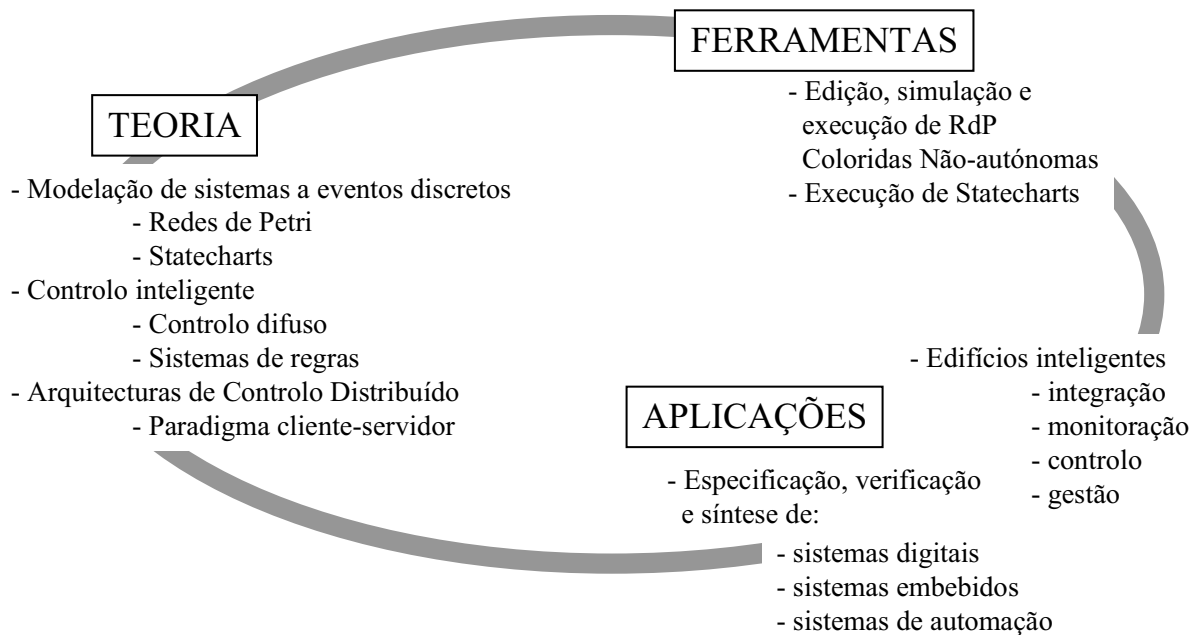 FERRAMENTAS
- Edição, simulação e
execução de RdP
Coloridas Não-autónomas
- Execução de Statecharts
TEORIA
- Modelação de sistemas a eventos discretos
- Redes de Petri
- Statecharts
- Controlo inteligente
- Controlo difuso
- Sistemas de regras
- Arquitecturas de Controlo Distribuído
- Paradigma cliente-servidor
APLICAÇÕES
- Edifícios inteligentes
- integração
- monitoração
- controlo
- gestão
- Especificação, verificação
e síntese de:
- sistemas digitais
- sistemas embebidos
- sistemas de automação